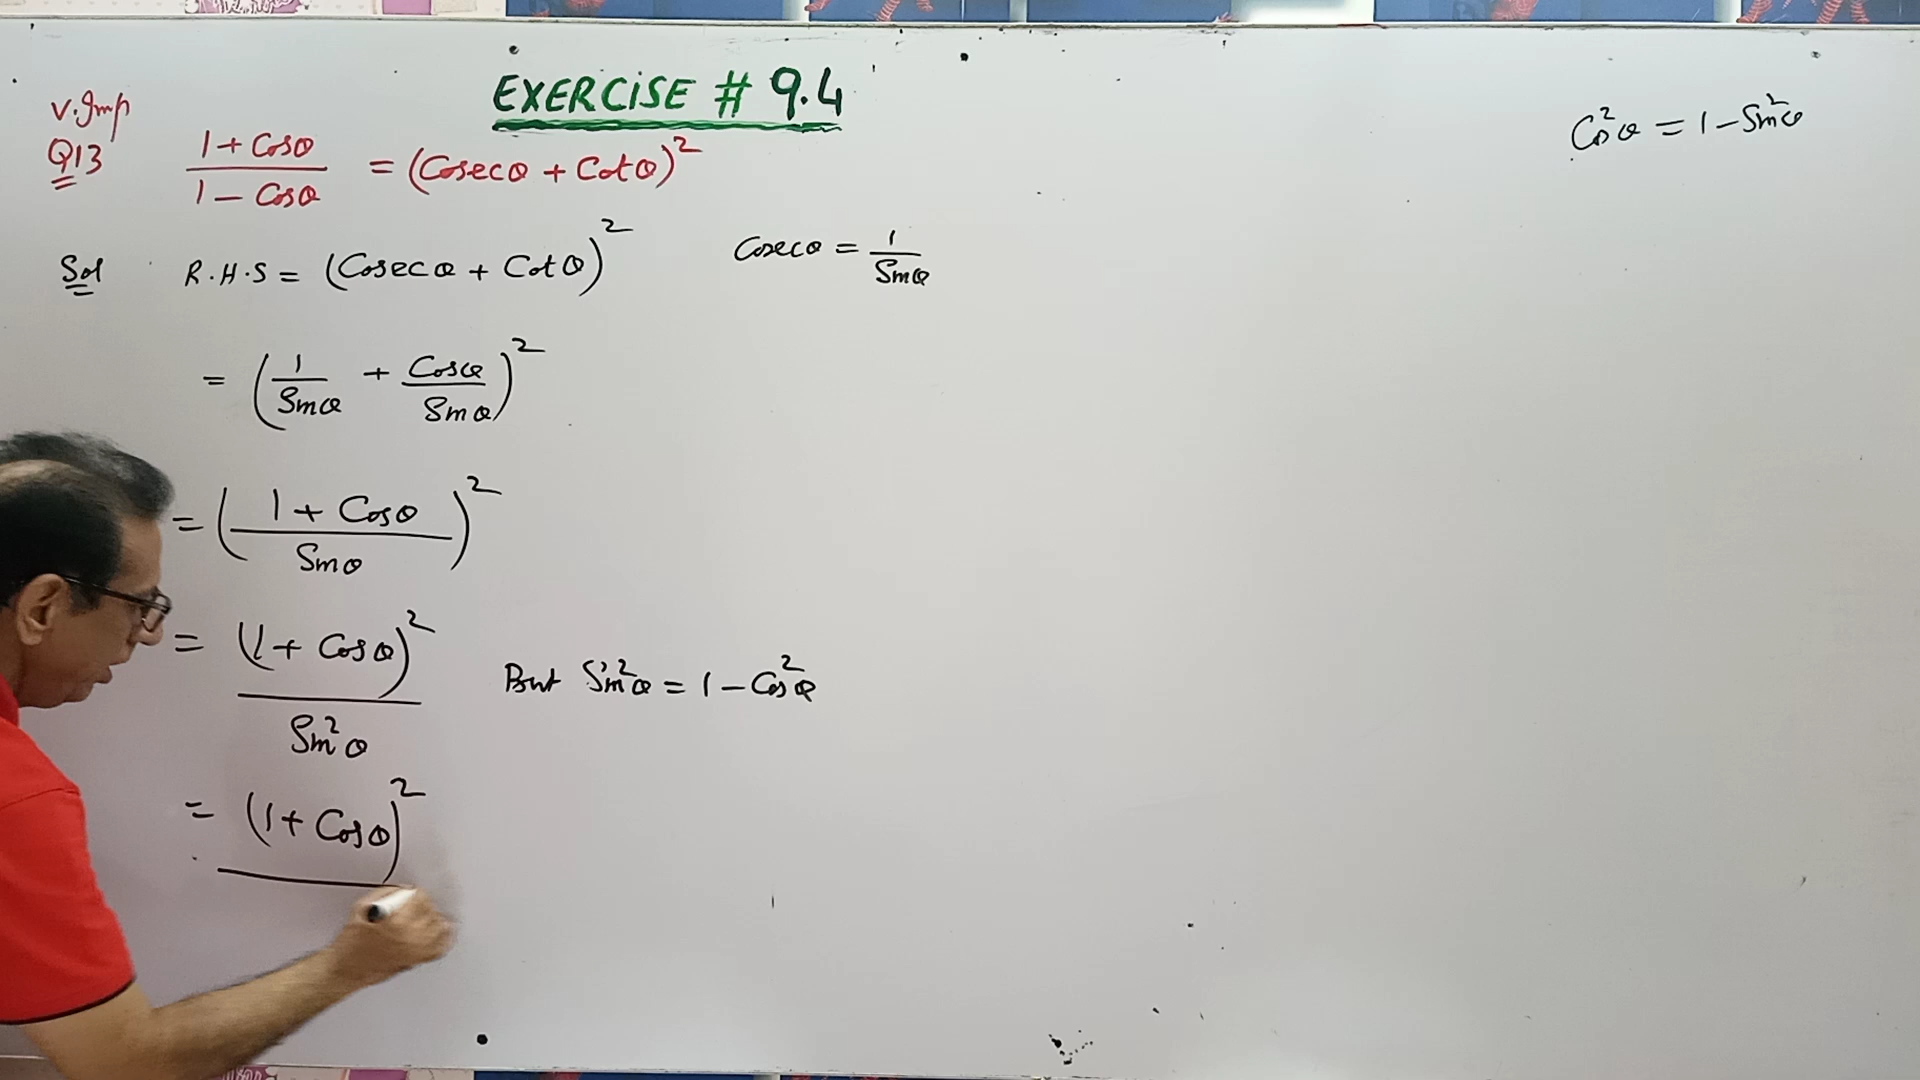 EXERCISE # 9.4
V. Imp
Q13 (1 + Cosθ)/(1 - Cosθ) = (Cosecθ + Cotθ)²
Cos²θ = 1 - Sin²θ
Sol R.H.S = (Cosecθ + Cotθ)² Cosecθ = 1/Sinθ
= (1/Sinθ + Cosθ/Sinθ)²
= ((1 + Cosθ)/Sinθ)²
= (1 + Cosθ)²/Sin²θ But Sin²θ = 1 - Cos²θ
= (1 + Cosθ)²